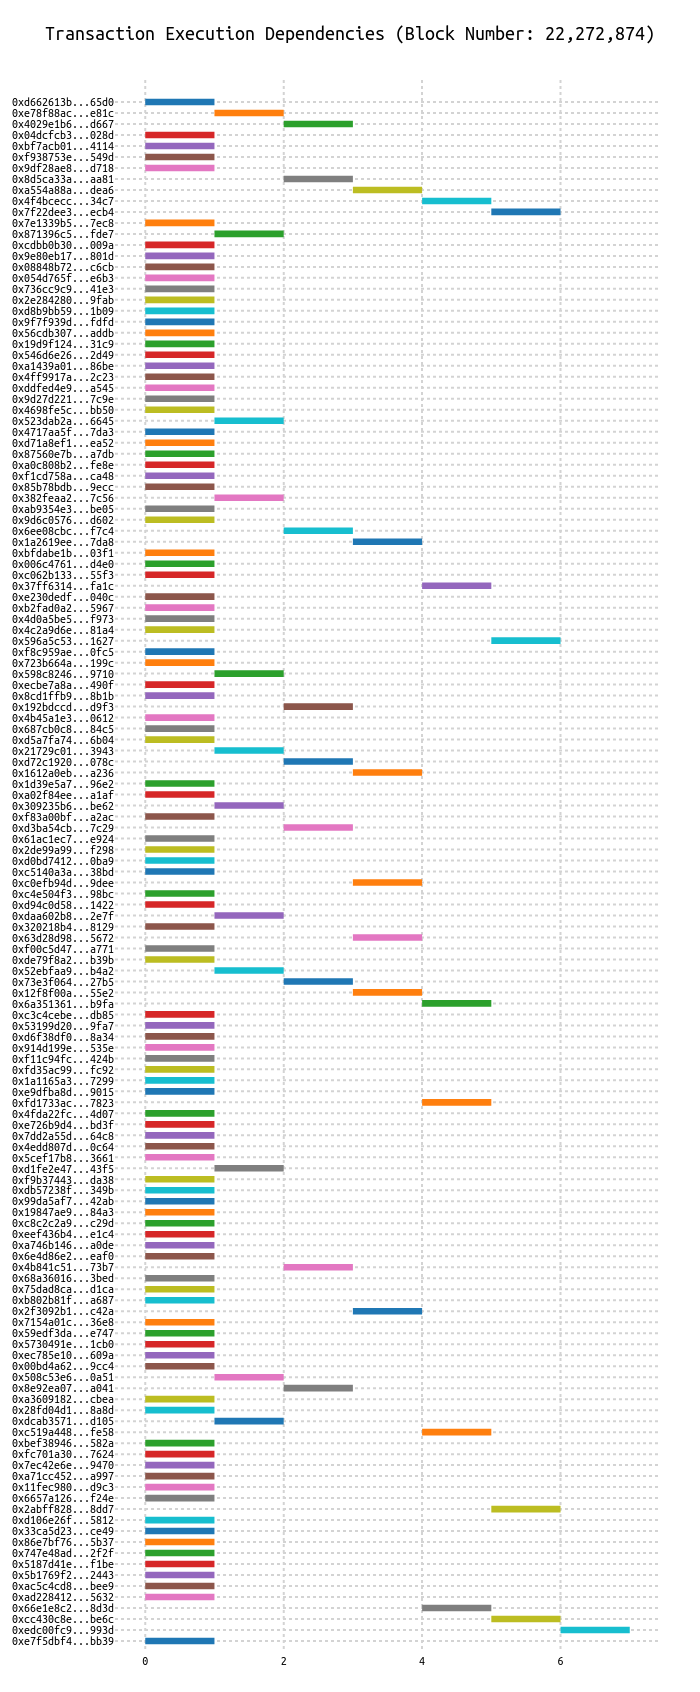 Transaction Execution Dependencies (Block Number: 22,272,874)
0xd662613b...65d0
0xe78f88ac...e81c
0x4029e1b6...d667
0x04dcfcb3...028d
0xbf7acb01...4114
0xf938753e...549d
0x9df28ae8...d718
0x8d5ca33a...aa81
0xa554a88a...dea6
0x4f4bcecc...34c7
0x7f22dee3...ecb4
0x7e1339b5...7ec8
0x871396c5...fde7
0xcdbb0b30...009a
0x9e80eb17...801d
0x08848b72...c6cb
0x054d765f...e6b3
0x736cc9c9...41e3
0x2e284280...9fab
0xd8b9bb59...1b09
0x9f7f939d...fdfd
0x56cdb307...addb
0x19d9f124...31c9
0x546d6e26...2d49
0xa1439a01...86be
0x4ff9917a...2c23
0xddfed4e9...a545
0x9d27d221...7c9e
0x4698fe5c...bb50
0x523dab2a...6645
0x4717aa5f...7da3
0xd71a8ef1...ea52
0x87560e7b...a7db
0xa0c808b2...fe8e
0xf1cd758a...ca48
0x85b78bdb...9ecc
0x382feaa2...7c56
0xab9354e3...be05
0x9d6c0576...d602
0x6ee08cbc...f7c4
0x1a2619ee...7da8
0xbfdabe1b...03f1
0x006c4761...d4e0
0xc062b133...55f3
0x37ff6314...fa1c
0xe230dedf...040c
0xb2fad0a2...5967
0x4d0a5be5...f973
0x4c2a9d6e...81a4
0x596a5c53...1627
0xf8c959ae...0fc5
0x723b664a...199c
0x598c8246...9710
0xecbe7a8a...490f
0x8cd1ffb9...8b1b
0x192bdccd...d9f3
0x4b45a1e3...0612
0x687cb0c8...84c5
0xd5a7fa74...6b04
0x21729c01...3943
0xd72c1920...078c
0x1612a0eb...a236
0x1d39e5a7...96e2
0xa02f84ee...a1af
0x309235b6...be62
0xf83a00bf...a2ac
0xd3ba54cb...7c29
0x61ac1ec7...e924
0x2de99a99...f298
0xd0bd7412...0ba9
0xc5140a3a...38bd
0xc0efb94d...9dee
0xc4e504f3...98bc
0xd94c0d58...1422
0xdaa602b8...2e7f
0x320218b4...8129
0x63d28d98...5672
0xf00c5d47...a771
0xde79f8a2...b39b
0x52ebfaa9...b4a2
0x73e3f064...27b5
0x12f8f00a...55e2
0x6a351361...b9fa
0xc3c4cebe...db85
0x53199d20...9fa7
0xd6f38df0...8a34
0x914d199e...535e
0xf11c94fc...424b
0xfd35ac99...fc92
0x1a1165a3...7299
0xe9dfba8d...9015
0xfd1733ac...7823
0x4fda22fc...4d07
0xe726b9d4...bd3f
0x7dd2a55d...64c8
0x4edd807d...0c64
0x5cef17b8...3661
0xd1fe2e47...43f5
0xf9b37443...da38
0xdb57238f...349b
0x99da5af7...42ab
0x19847ae9...84a3
0xc8c2c2a9...c29d
0xeef436b4...e1c4
0xa746b146...a0de
0x6e4d86e2...eaf0
0x4b841c51...73b7
0x68a36016...3bed
0x75dad8ca...d1ca
0xb802b81f...a687
0x2f3092b1...c42a
0x7154a01c...36e8
0x59edf3da...e747
0x5730491e...1cb0
0xec785e10...609a
0x00bd4a62...9cc4
0x508c53e6...0a51
0x8e92ea07...a041
0xa3609182...cbea
0x28fd04d1...8a8d
0xdcab3571...d105
0xc519a448...fe58
0xbef38946...582a
0xfc701a30...7624
0x7ec42e6e...9470
0xa71cc452...a997
0x11fec980...d9c3
0x6657a126...f24e
0x2abff828...8dd7
0xd106e26f...5812
0x33ca5d23...ce49
0x86e7bf76...5b37
0x747e48ad...2f2f
0x5187d41e...f1be
0x5b1769f2...2443
0xac5c4cd8...bee9
0xad228412...5632
0x66e1e8c2...8d3d
0xcc430c8e...be6c
0xedc00fc9...993d
0xe7f5dbf4...bb39
0 2 4 6